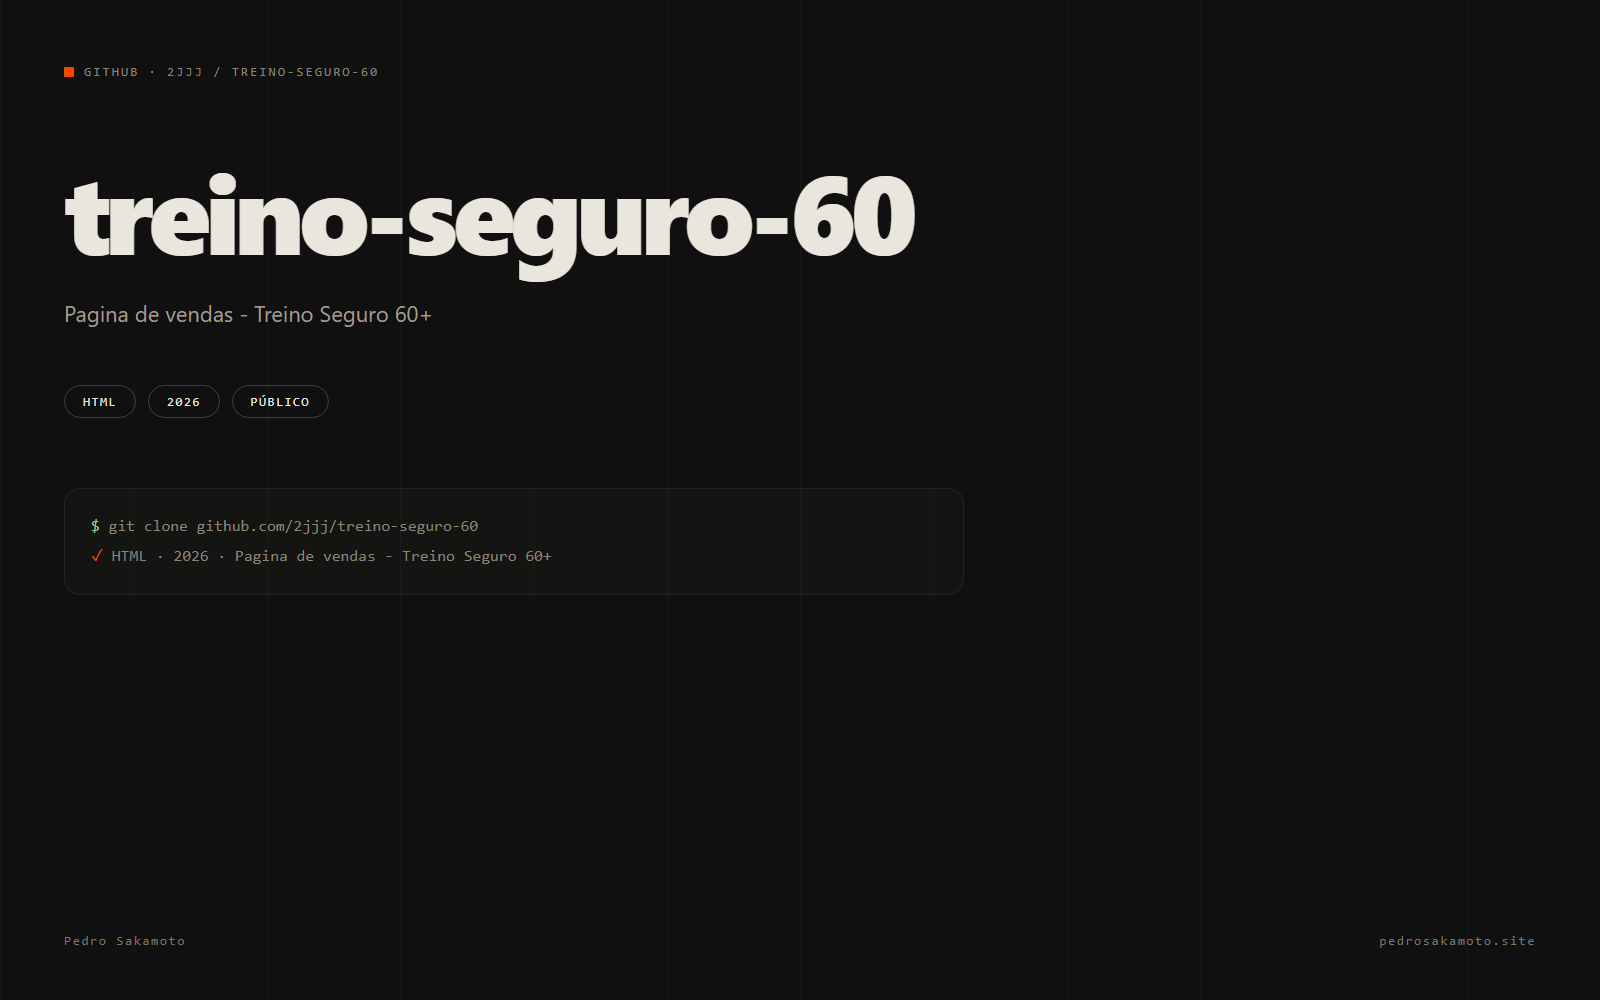 GITHUB · 2JJJ / TREINO-SEGURO-60
treino-seguro-60
Pagina de vendas - Treino Seguro 60+
HTML 2026 PÚBLICO
$ git clone github.com/2jjj/treino-seguro-60
✓ HTML · 2026 · Pagina de vendas - Treino Seguro 60+
Pedro Sakamoto pedrosakamoto.site